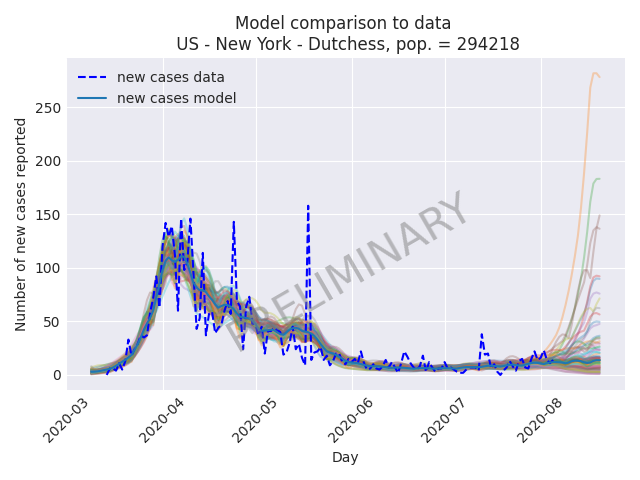 Model comparison to data
US - New York - Dutchess, pop. = 294218
new cases data
new cases model
PRELIMINARY
Number of new cases reported
250
200
150
100
50
0
2020-03
2020-04
2020-05
2020-06
2020-07
2020-08
Day